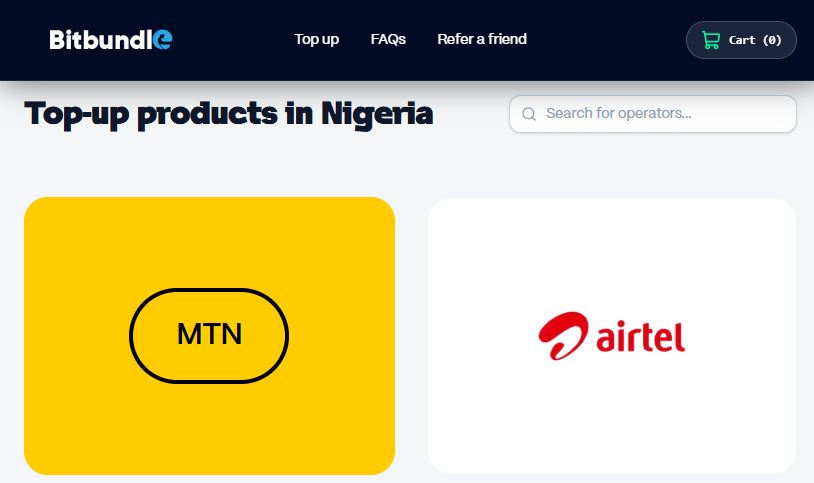 Bitbundle
Top up FAQs Refer a friend
Cart (0)
Top-up products in Nigeria
Search for operators...
MTN
airtel